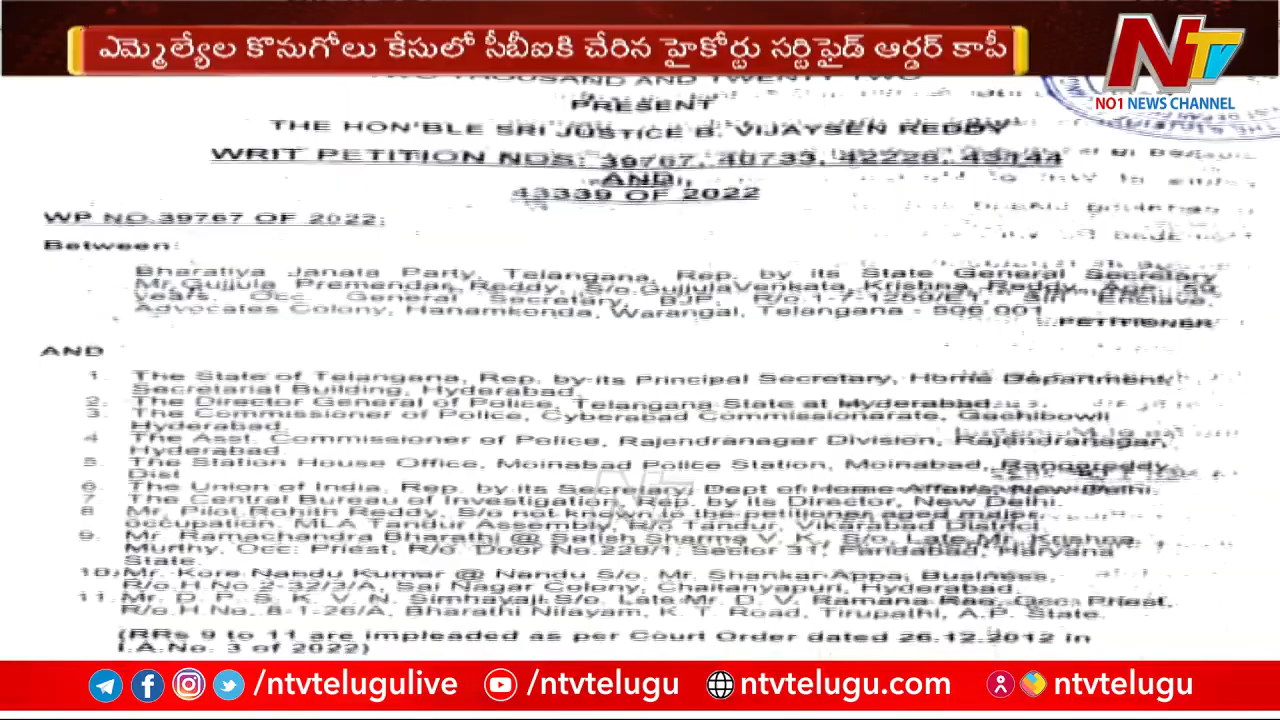 ఎమ్మెల్యేల కొనుగోలు కేసులో సీబీఐకి చేరిన హైకోర్టు సర్టిఫైడ్ ఆర్డర్ కాపీ
NTV
NO1 NEWS CHANNEL
TWO THOUSAND AND TWENTY TWO
PRESENT
THE HON'BLE SRI JUSTICE B. VIJAYSEN REDDY
WRIT PETITION NOS: 39767, 40733, 42228, 43144
AND
43339 OF 2022
WP NO.39767 OF 2022:
Between:
Bharatiya Janata Party, Telangana, Rep. by its State General Secretary
Mr.Gujjula Premendar Reddy, S/o.Gujjula Venkata Krishna Reddy, Age
years, Occ. General Secretary, BJP, R/o.1-7-1269/E1, Enclave,
Advocates Colony, Hanamkonda, Warangal, Telangana - 506 001
PETITIONER
AND
1. The State of Telangana, Rep. by its Principal Secretary, Home Department,
Secretariat Building, Hyderabad.
2. The Director General of Police, Telangana State at Hyderabad
3. The Commissioner of Police, Cyberabad Commissionarate, Gachibowli
Hyderabad
4 The Asst. Commissioner of Police, Rajendranagar Division, Rajendranagar,
Hyderabad.
5. The Station House Office, Moinabad Police Station, Moinabad, Rangareddy
Dist
6. The Union of India, Rep. by its Secretary, Dept of Home Affairs, New Delhi.
7. The Central Bureau of Investigation, Rep. by its Director, New Delhi.
8 Mr. Pilot Rohith Reddy, S/o not known to the petitioner aged major,
occupation. MLA Tandur Assembly, r/o Tandur, Vikarabad District
9. Mr Ramachandra Bharathi @ Satish Sharma V. K., S/o. Late Mr. Krishna
Murthy, Occ: Priest, R/o Door No.229/1, Sector 31, Faridabad, Haryana
State.
10) Mr. Kore Nandu Kumar @ Nandu S/o. Mr. Shankar Appa, Business,
R/o.H No 2-32/3/A, Sai Nagar Colony, Chaitanyapuri, Hyderabad.
11. Mr. D. P. S. K. V. N. Simhayaji S/o. Late Mr. D. V. Ramana Rao, Occ: Priest,
R/o.H No. 8-1-26/A, Bharathi Nilayam, K. T. Road, Tirupathi, A.P. State.
(RRs 9 to 11 are impleaded as per Court Order dated 26.12.2012 in
I.A.No. 3 of 2022)
/ntvtelugulive /ntvtelugu ntvtelugu.com ntvtelugu